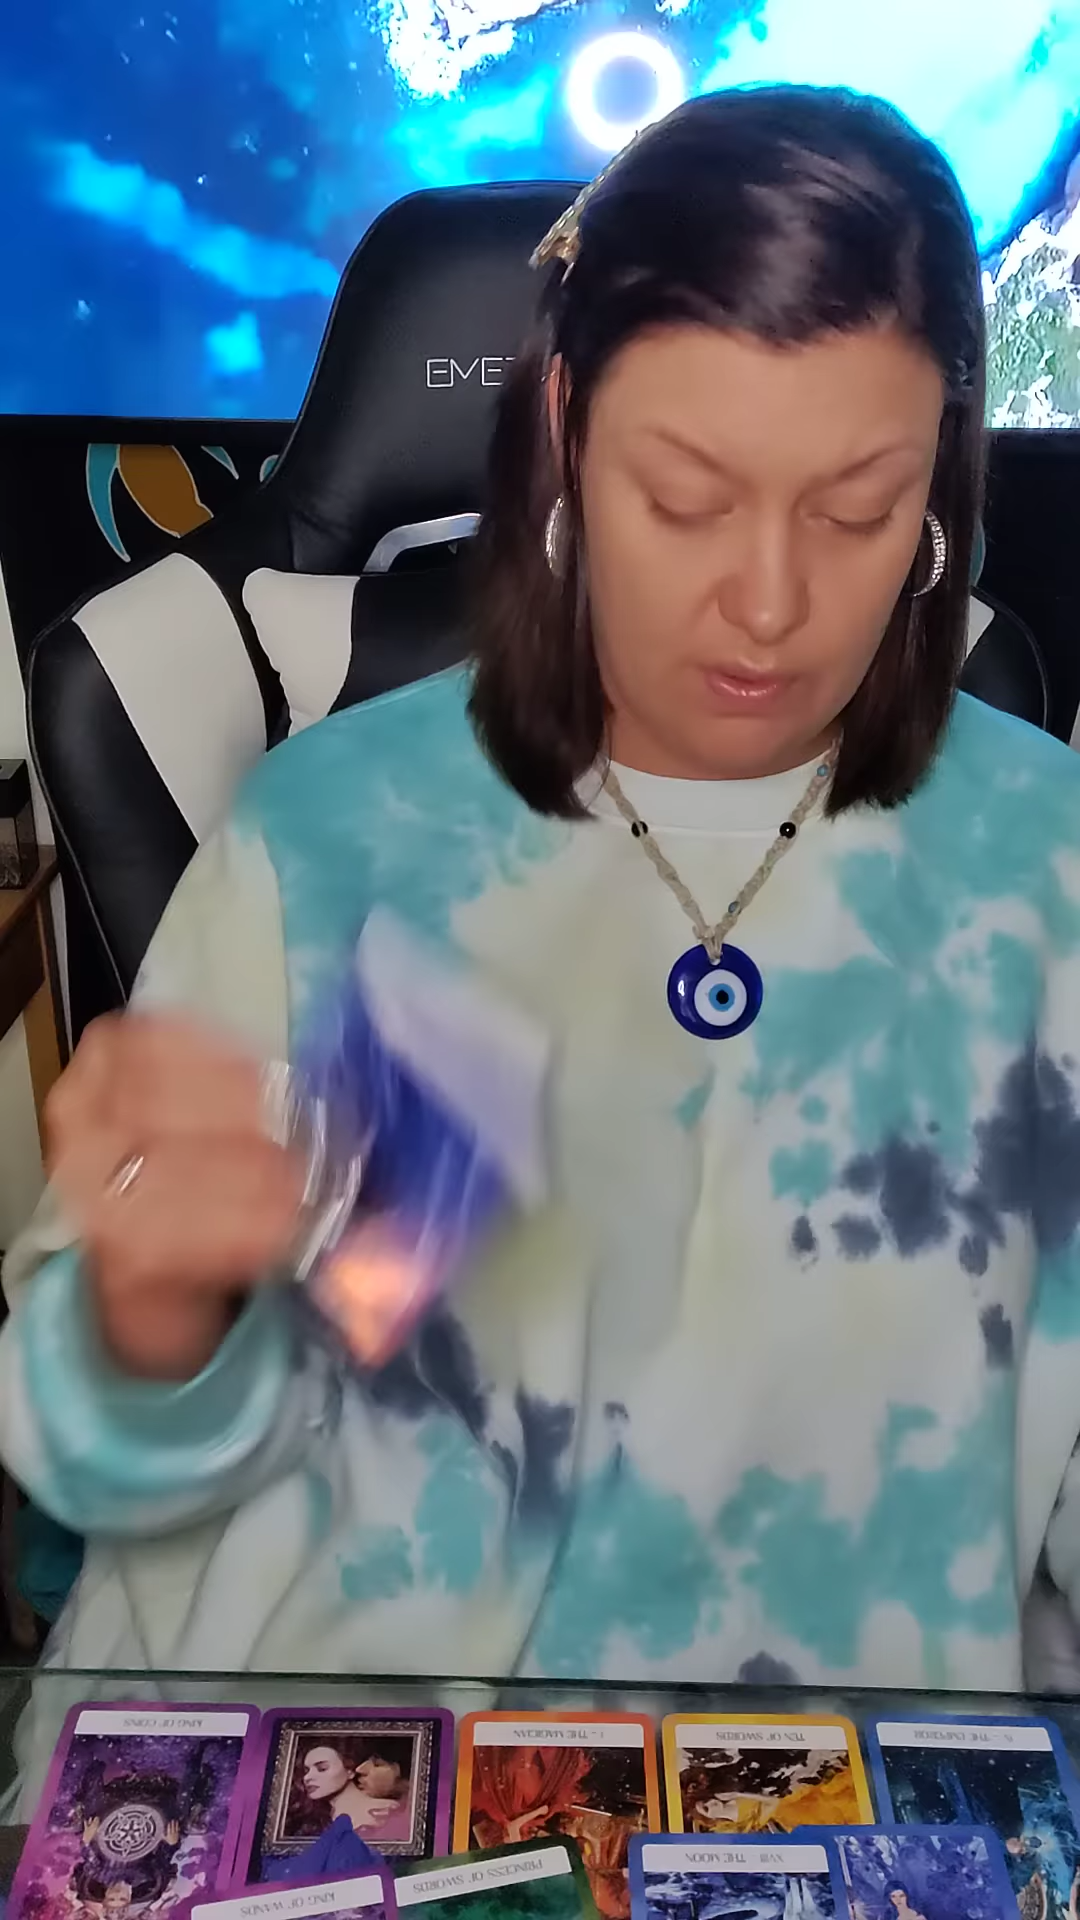 EME
KING OF COINS
I – THE MAGICIAN
TEN OF SWORDS
THE EMPEROR
KING OF WANDS
PRINCESS OF SWORDS
XVIII – THE MOON